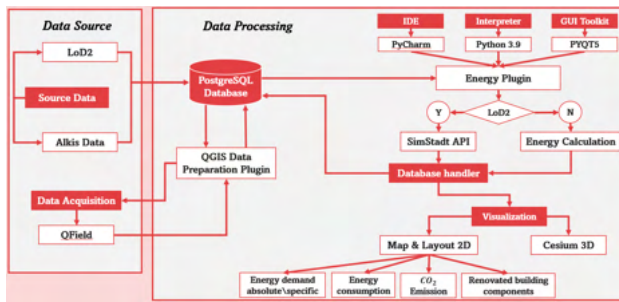 Data Source
LoD2
Source Data
Alkis Data
Data Acquisition
QField
Data Processing
IDE
Interpreter
GUI Toolkit
PyCharm
Python 3.9
PYQT5
PostgreSQL
Database
Energy Plugin
Y
LoD2
N
SimStadt API
Energy Calculation
QGIS Data
Preparation Plugin
Database handler
Visualization
Map & Layout 2D
Cesium 3D
Energy demand
absolute\specific
Energy
consumption
CO2
Emission
Renovated building
components